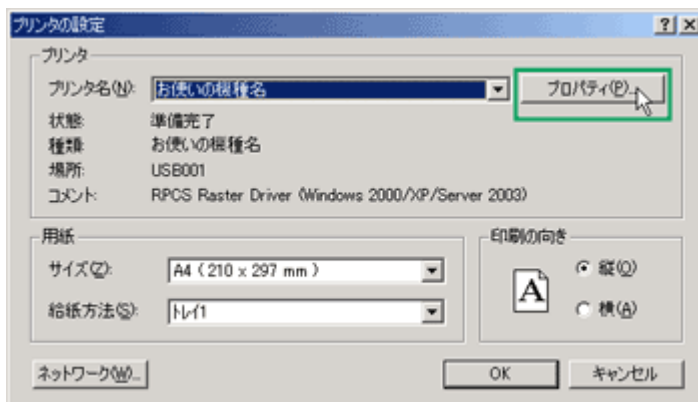 プリンタの設定
プリンタ
プリンタ名(N): お使いの機種名 プロパティ(P)...
状態: 準備完了
種類: お使いの機種名
場所: USB001
コメント: RPCS Raster Driver (Windows 2000/XP/Server 2003)
用紙
サイズ(Z): A4 ( 210 x 297 mm )
給紙方法(S): トレイ1
印刷の向き
A
縦(O)
横(A)
ネットワーク(W)... OK キャンセル